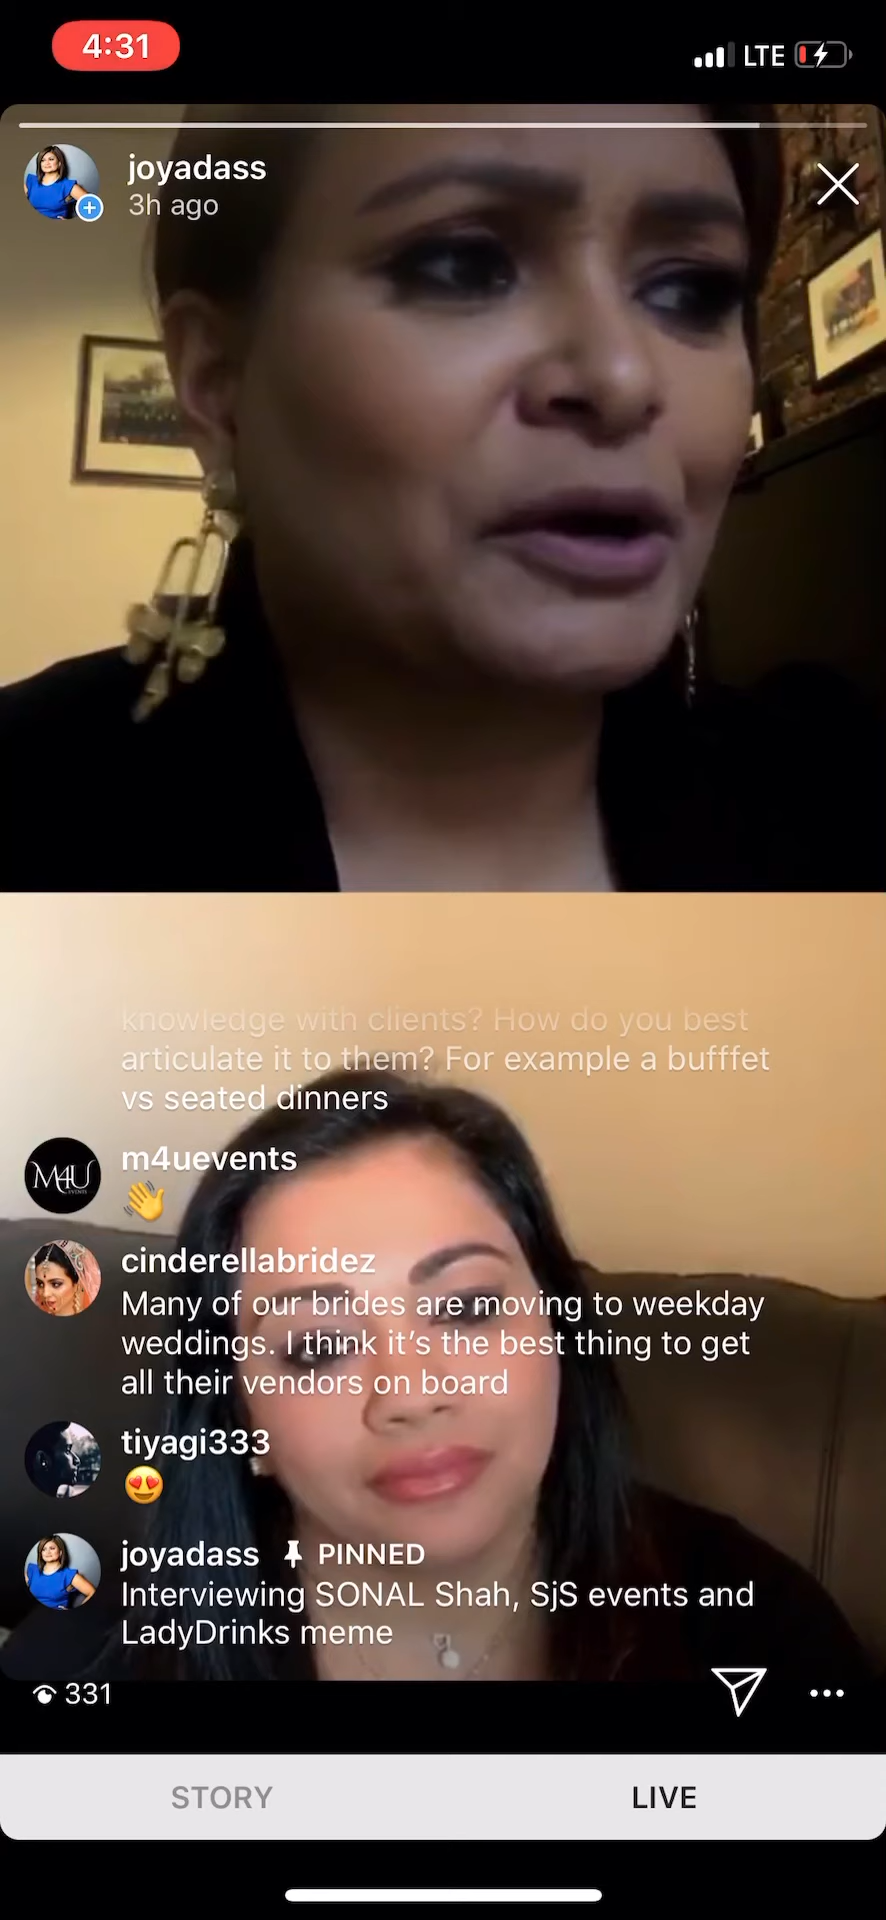 4:31
LTE
joyadass
3h ago
knowledge with clients? How do you best
articulate it to them? For example a bufffet
vs seated dinners
m4uevents
👋
M4U
EVENTS
cinderellabridez
Many of our brides are moving to weekday
weddings. I think it's the best thing to get
all their vendors on board
tiyagi333
😍
joyadass PINNED
Interviewing SONAL Shah, SjS events and
LadyDrinks meme
331
STORY
LIVE